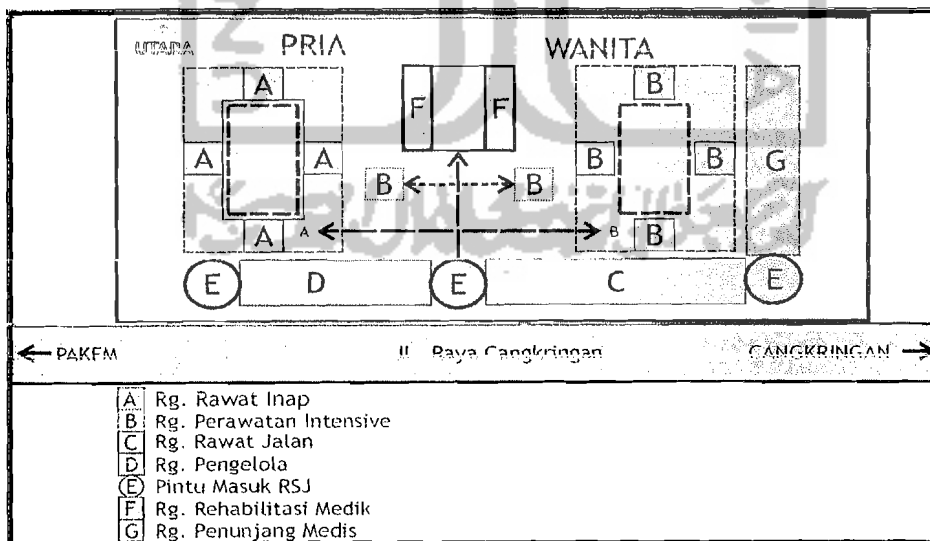 UTARA PRIA WANITA
A B
F F
A A B B G
B B
A A B B
E D E C E
← PAKEM Jl. Raya Cangkringan CANGKRINGAN →
A Rg. Rawat Inap
B Rg. Perawatan Intensive
C Rg. Rawat Jalan
D Rg. Pengelola
E Pintu Masuk RSJ
F Rg. Rehabilitasi Medik
G Rg. Penunjang Medis